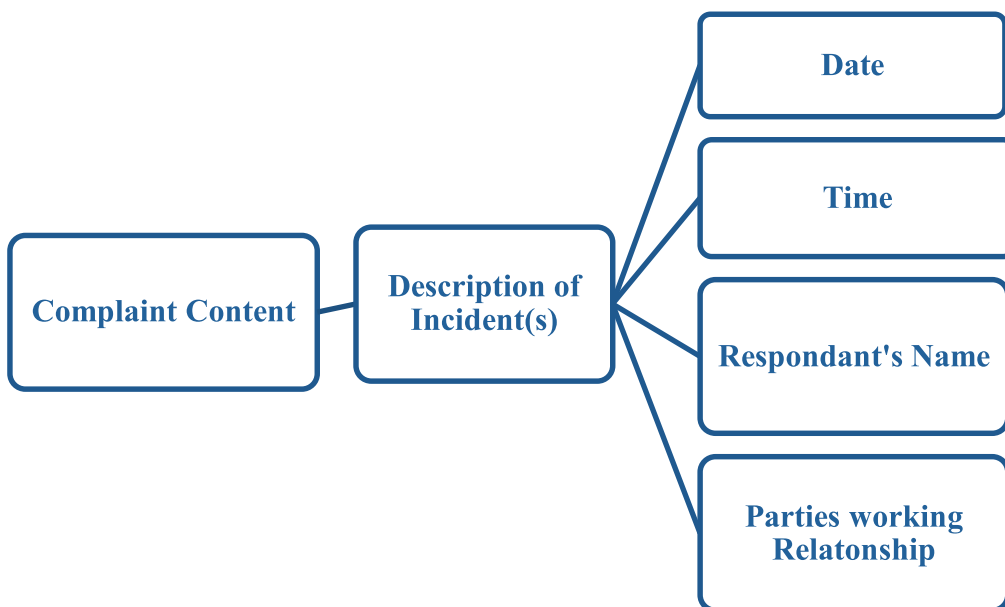 Complaint Content
Description of
Incident(s)
Date
Time
Respondant's Name
Parties working
Relatonship